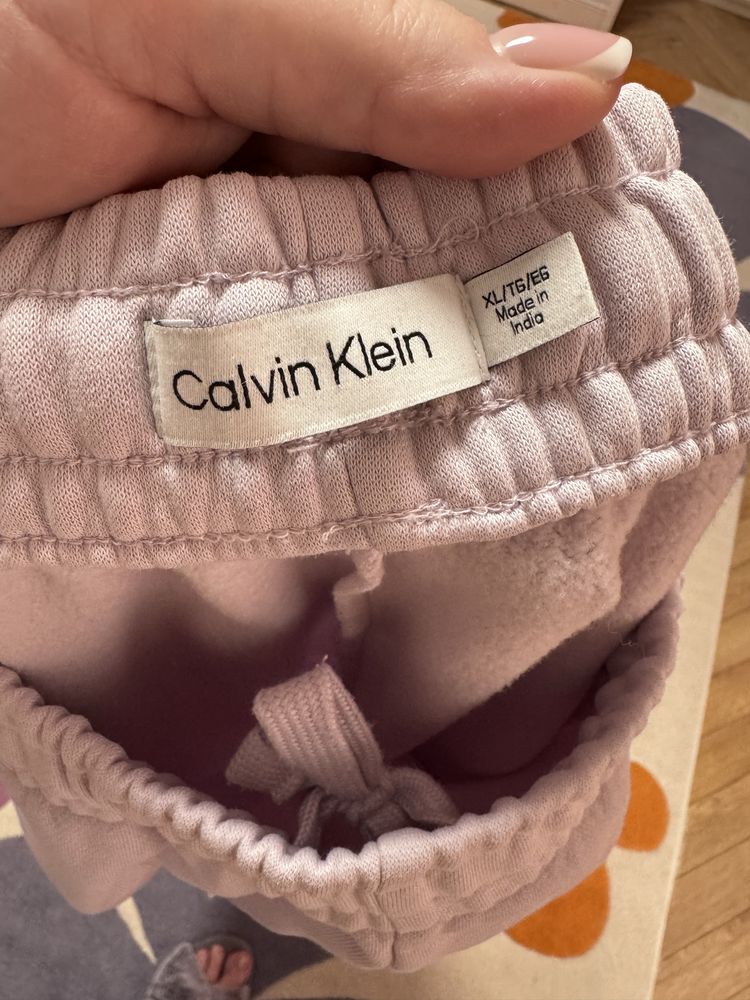 Calvin Klein
XL/TG/EG
Made in
India